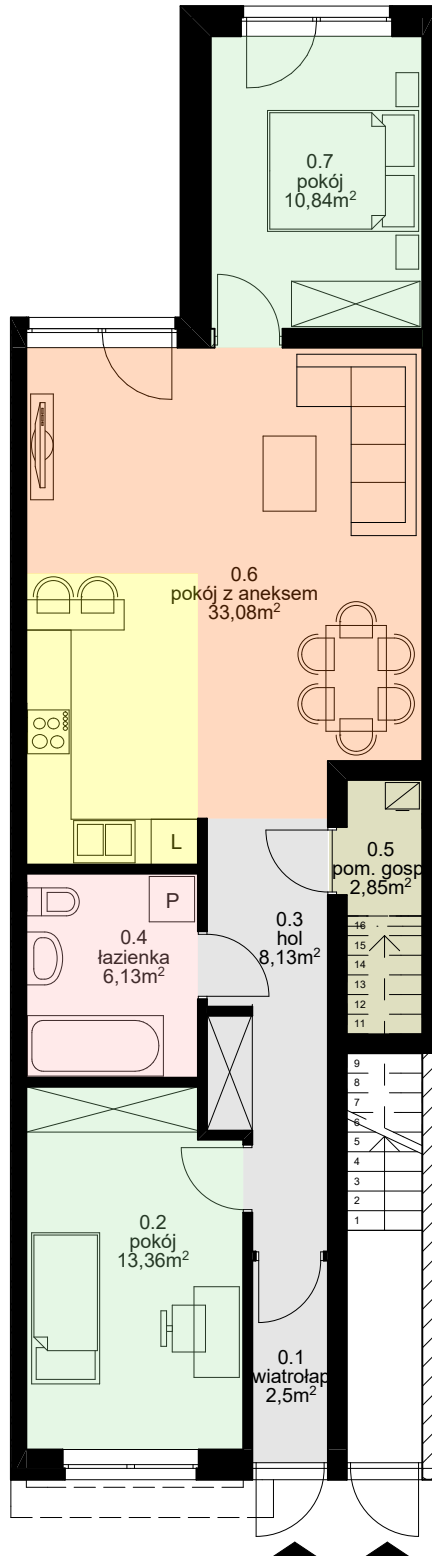 0.7
pokój
10,84m²
0.6
pokój z aneksem
33,08m²
L
0.5
pom. gosp
2,85m²
P
0.4
łazienka
6,13m²
0.3
hol
8,13m²
16
15
14
13
12
11
9
8
7
6
5
4
3
2
1
0.2
pokój
13,36m²
0.1
wiatrołap
2,5m²